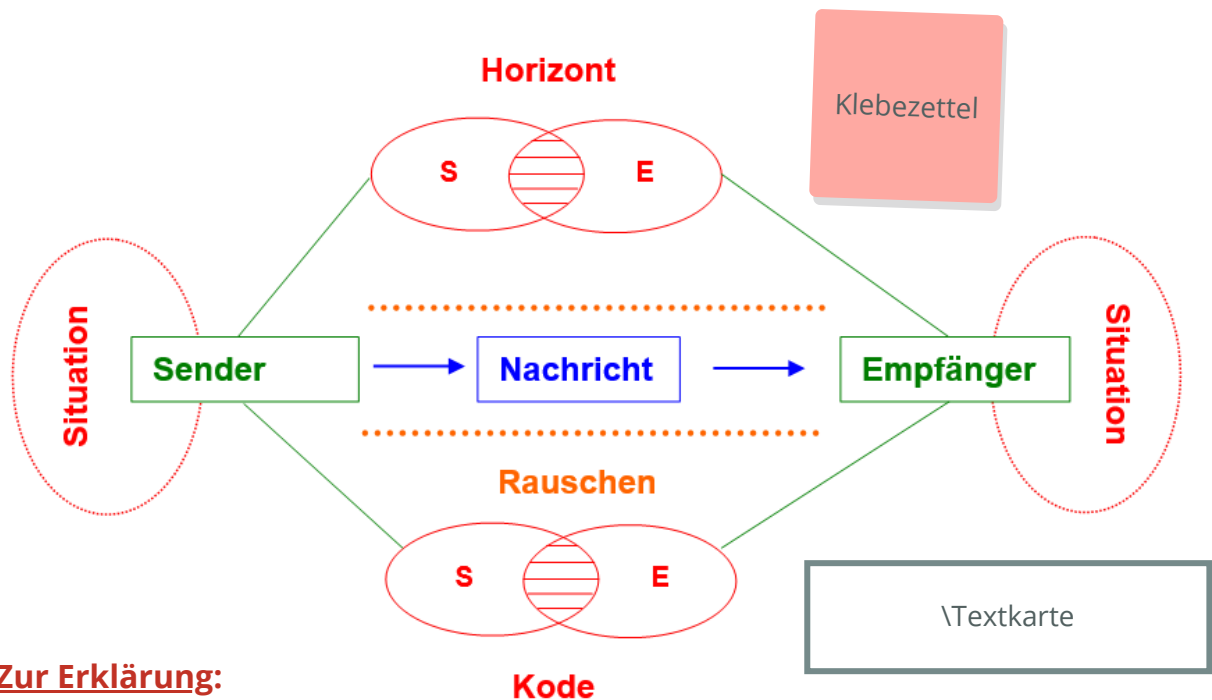 Horizont
Klebezettel
S
E
Situation
Sender
Nachricht
Empfänger
Situation
Rauschen
S
E
\Textkarte
Zur Erklärung:
Kode